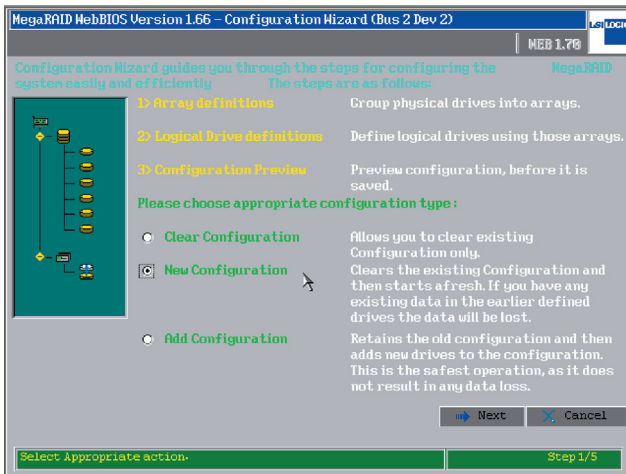 MegaRAID WebBIOS Version 1.66 - Configuration Wizard (Bus 2 Dev 2)
LSI LOGIC
WEB 1.70
Configuration Wizard guides you through the steps for configuring the MegaRAID
system easily and efficiently The steps are as follows:
1> Array definitions Group physical drives into arrays.
2> Logical Drive definitions Define logical drives using those arrays.
3> Configuration Preview Preview configuration, before it is
saved.
Please choose appropriate configuration type:
Clear Configuration Allows you to clear existing
Configuration only.
New Configuration Clears the existing Configuration and
then starts afresh. If you have any
existing data in the earlier defined
drives the data will be lost.
Add Configuration Retains the old configuration and then
adds new drives to the configuration.
This is the safest operation, as it does
not result in any data loss.
Next Cancel
Select Appropriate action. Step 1/5